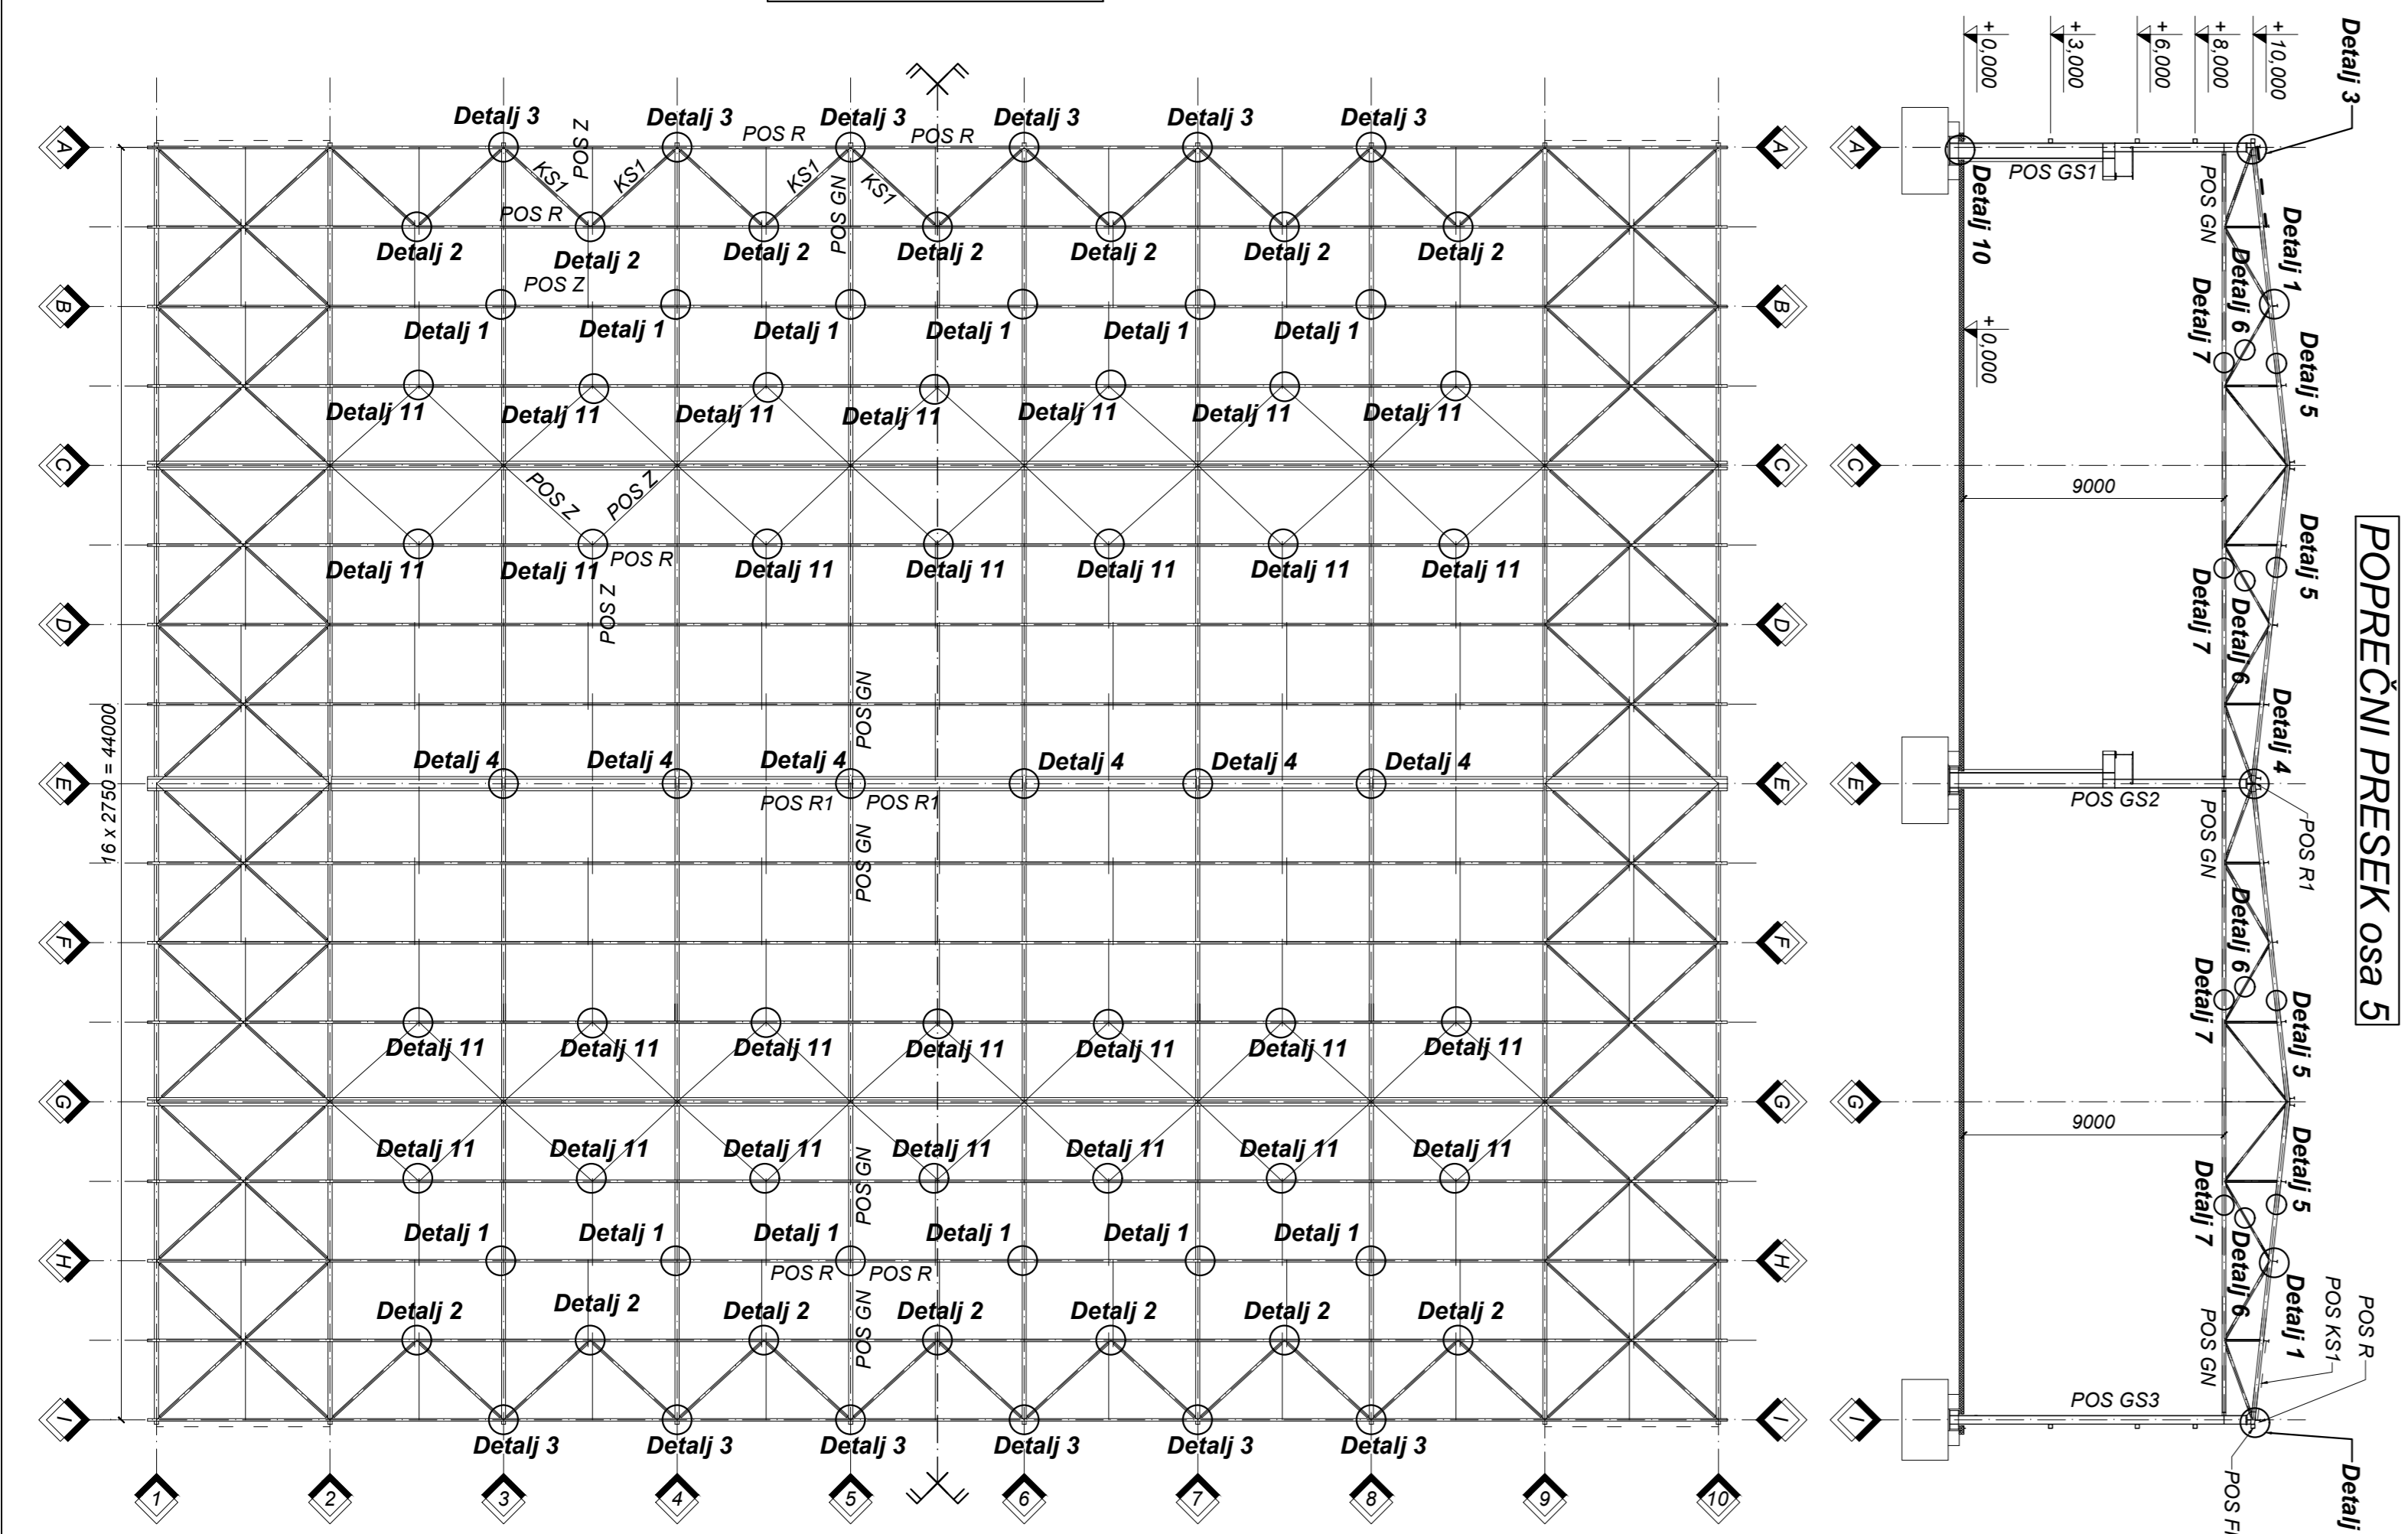 Detalj 3 Detalj 3 Detalj 3 Detalj 3 Detalj 3 Detalj 3
POS Z POS R POS R
A A
KS1 KS1 KS1 KS1
POS R POS GN
Detalj 2 Detalj 2 Detalj 2 Detalj 2 Detalj 2 Detalj 2 Detalj 2
POS Z
B B
Detalj 1 Detalj 1 Detalj 1 Detalj 1 Detalj 1 Detalj 1
Detalj 11 Detalj 11 Detalj 11 Detalj 11 Detalj 11 Detalj 11 Detalj 11
C C
POS Z POS Z
POS R
Detalj 11 Detalj 11 Detalj 11 Detalj 11 Detalj 11 Detalj 11 Detalj 11
POS Z
D D
POS GN
16 x 2750 = 44000
Detalj 4 Detalj 4 Detalj 4 Detalj 4 Detalj 4 Detalj 4
E E
POS R1 POS R1
POS GN
F F
Detalj 11 Detalj 11 Detalj 11 Detalj 11 Detalj 11 Detalj 11 Detalj 11
G G
Detalj 11 Detalj 11 Detalj 11 Detalj 11 Detalj 11 Detalj 11 Detalj 11
POS GN
Detalj 1 Detalj 1 Detalj 1 Detalj 1 Detalj 1 Detalj 1
H H
POS R POS R
Detalj 2 Detalj 2 Detalj 2 Detalj 2 Detalj 2 Detalj 2 Detalj 2
POS GN
I I
Detalj 3 Detalj 3 Detalj 3 Detalj 3 Detalj 3 Detalj 3
1 2 3 4 5 6 7 8 9 10
POPREČNI PRESEK osa 5
+0,000
+3,000
+6,000
+8,000
+10,000
Detalj 3
A
POS GS1
Detalj 10
POS GN
Detalj 1
Detalj 6
Detalj 7
+0,000
Detalj 5
C
9000
Detalj 5
Detalj 7
Detalj 6
Detalj 4
E
POS GS2
POS R1
POS GN
Detalj 6
Detalj 7
Detalj 5
G
9000
Detalj 5
Detalj 7
Detalj 6
Detalj 1
POS KS1
POS R
POS GN
POS GS3
I
Detalj
POS